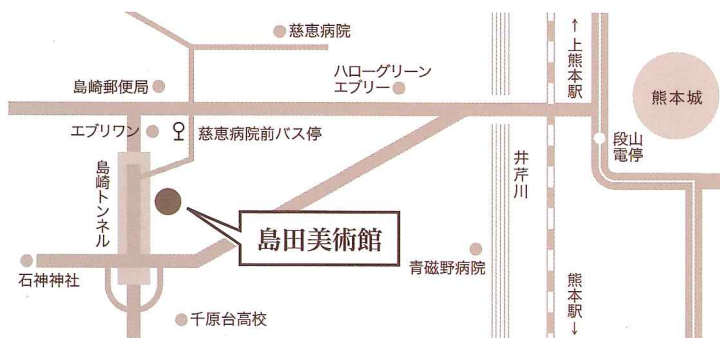 慈恵病院
島崎郵便局
ハローグリーン
エブリー
↑上熊本駅
熊本城
エブリワン
慈恵病院前バス停
段山
電停
島崎トンネル
井芹川
島田美術館
石神神社
青磁野病院
熊本駅↓
千原台高校